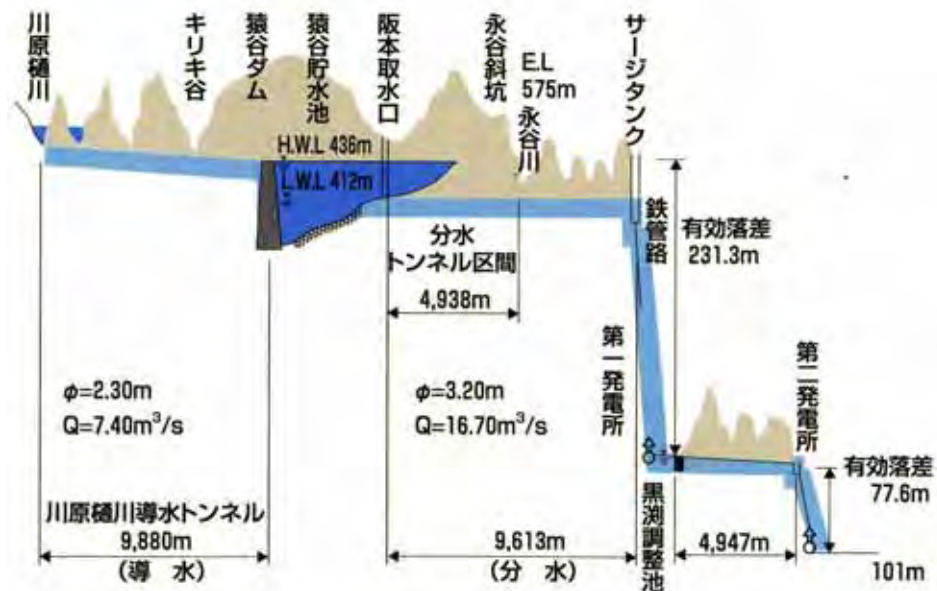 川原樋川
キリキ谷
猿谷ダム
猿谷貯水池
阪本取水口
永谷斜坑
E.L
575m
永谷川
サージタンク
H.W.L 436m
L.W.L 412m
鉄管路
有効落差
231.3m
分水
トンネル区間
4,938m
第一発電所
第二発電所
φ=2.30m
Q=7.40m³/s
φ=3.20m
Q=16.70m³/s
有効落差
77.6m
川原樋川導水トンネル
9,880m
(導 水)
9,613m
(分 水)
黒渕調整池
4,947m
101m